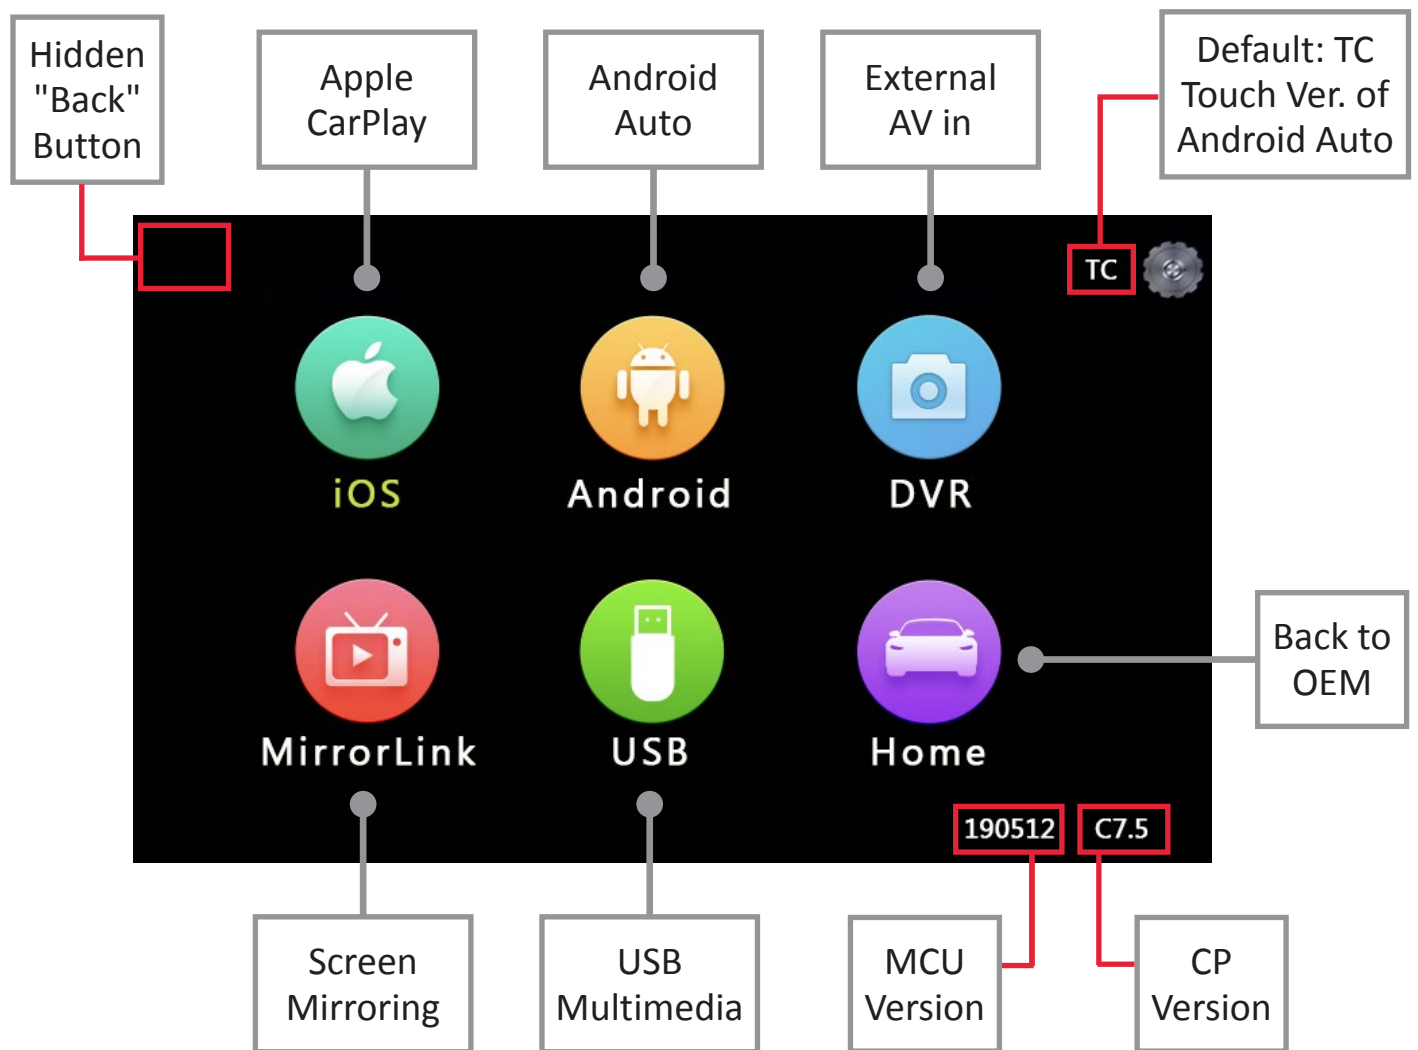 Hidden
"Back"
Button
Apple
CarPlay
Android
Auto
External
AV in
Default: TC
Touch Ver. of
Android Auto
TC
iOS
Android
DVR
MirrorLink
USB
Home
Back to
OEM
190512
C7.5
Screen
Mirroring
USB
Multimedia
MCU
Version
CP
Version